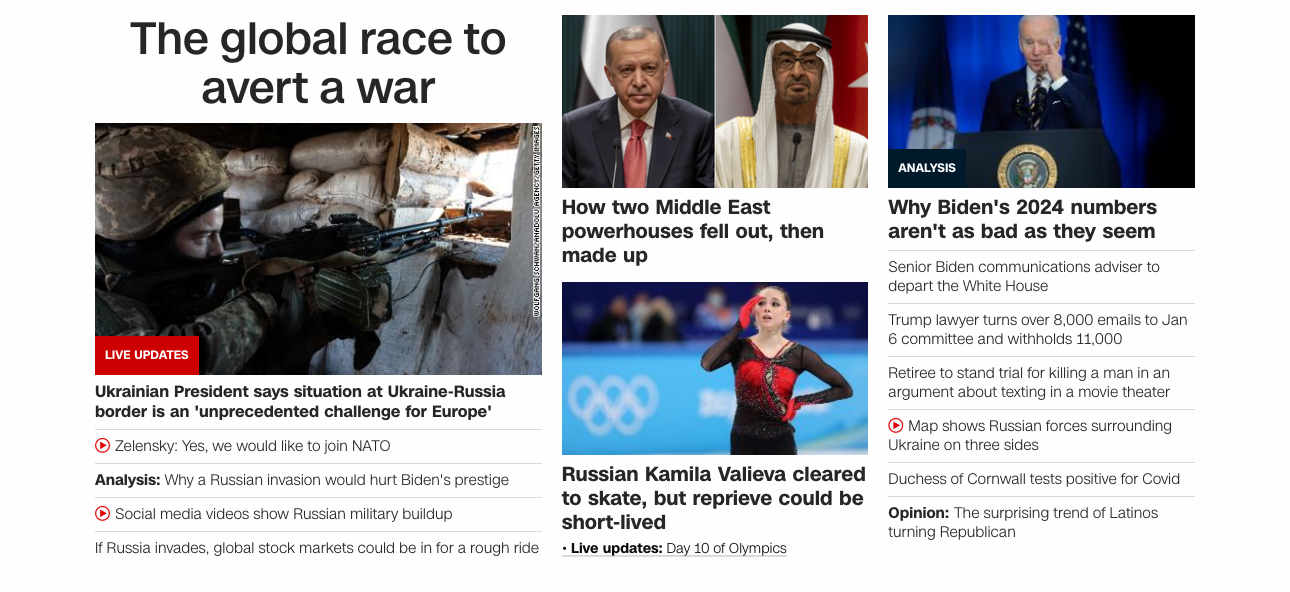 The global race to
avert a war
WOLFGANG SCHWAN/ANADOLU AGENCY/GETTY IMAGES
LIVE UPDATES
Ukrainian President says situation at Ukraine-Russia
border is an 'unprecedented challenge for Europe'
Zelensky: Yes, we would like to join NATO
Analysis: Why a Russian invasion would hurt Biden's prestige
Social media videos show Russian military buildup
If Russia invades, global stock markets could be in for a rough ride
How two Middle East
powerhouses fell out, then
made up
Russian Kamila Valieva cleared
to skate, but reprieve could be
short-lived
• Live updates: Day 10 of Olympics
ANALYSIS
Why Biden's 2024 numbers
aren't as bad as they seem
Senior Biden communications adviser to
depart the White House
Trump lawyer turns over 8,000 emails to Jan
6 committee and withholds 11,000
Retiree to stand trial for killing a man in an
argument about texting in a movie theater
Map shows Russian forces surrounding
Ukraine on three sides
Duchess of Cornwall tests positive for Covid
Opinion: The surprising trend of Latinos
turning Republican